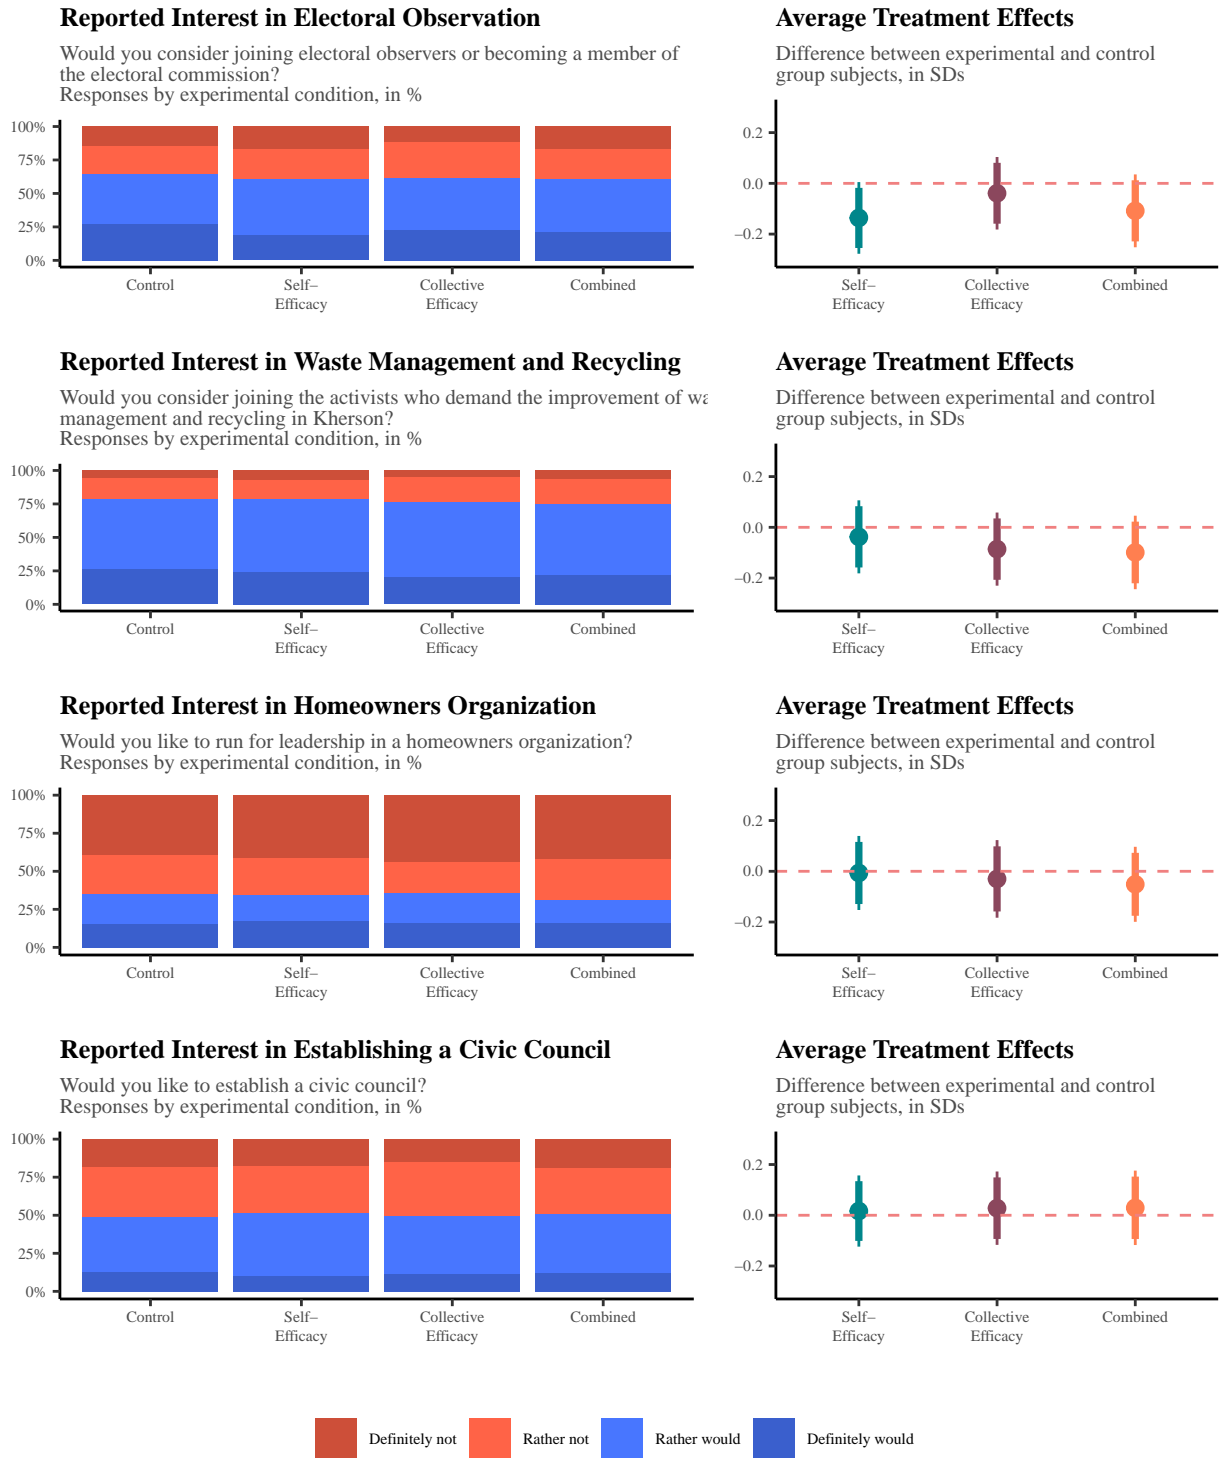 Reported Interest in Electoral Observation
Would you consider joining electoral observers or becoming a member of
the electoral commission?
Responses by experimental condition, in %
100%
75%
50%
25%
0%
Control
Self–
Efficacy
Collective
Efficacy
Combined
Average Treatment Effects
Difference between experimental and control
group subjects, in SDs
0.2
0.0
–0.2
Self–
Efficacy
Collective
Efficacy
Combined
Reported Interest in Waste Management and Recycling
Would you consider joining the activists who demand the improvement of
management and recycling in Kherson?
Responses by experimental condition, in %
100%
75%
50%
25%
0%
Control
Self–
Efficacy
Collective
Efficacy
Combined
Average Treatment Effects
Difference between experimental and control
group subjects, in SDs
0.2
0.0
–0.2
Self–
Efficacy
Collective
Efficacy
Combined
Reported Interest in Homeowners Organization
Would you like to run for leadership in a homeowners organization?
Responses by experimental condition, in %
100%
75%
50%
25%
0%
Control
Self–
Efficacy
Collective
Efficacy
Combined
Average Treatment Effects
Difference between experimental and control
group subjects, in SDs
0.2
0.0
–0.2
Self–
Efficacy
Collective
Efficacy
Combined
Reported Interest in Establishing a Civic Council
Would you like to establish a civic council?
Responses by experimental condition, in %
100%
75%
50%
25%
0%
Control
Self–
Efficacy
Collective
Efficacy
Combined
Average Treatment Effects
Difference between experimental and control
group subjects, in SDs
0.2
0.0
–0.2
Self–
Efficacy
Collective
Efficacy
Combined
Definitely not
Rather not
Rather would
Definitely would